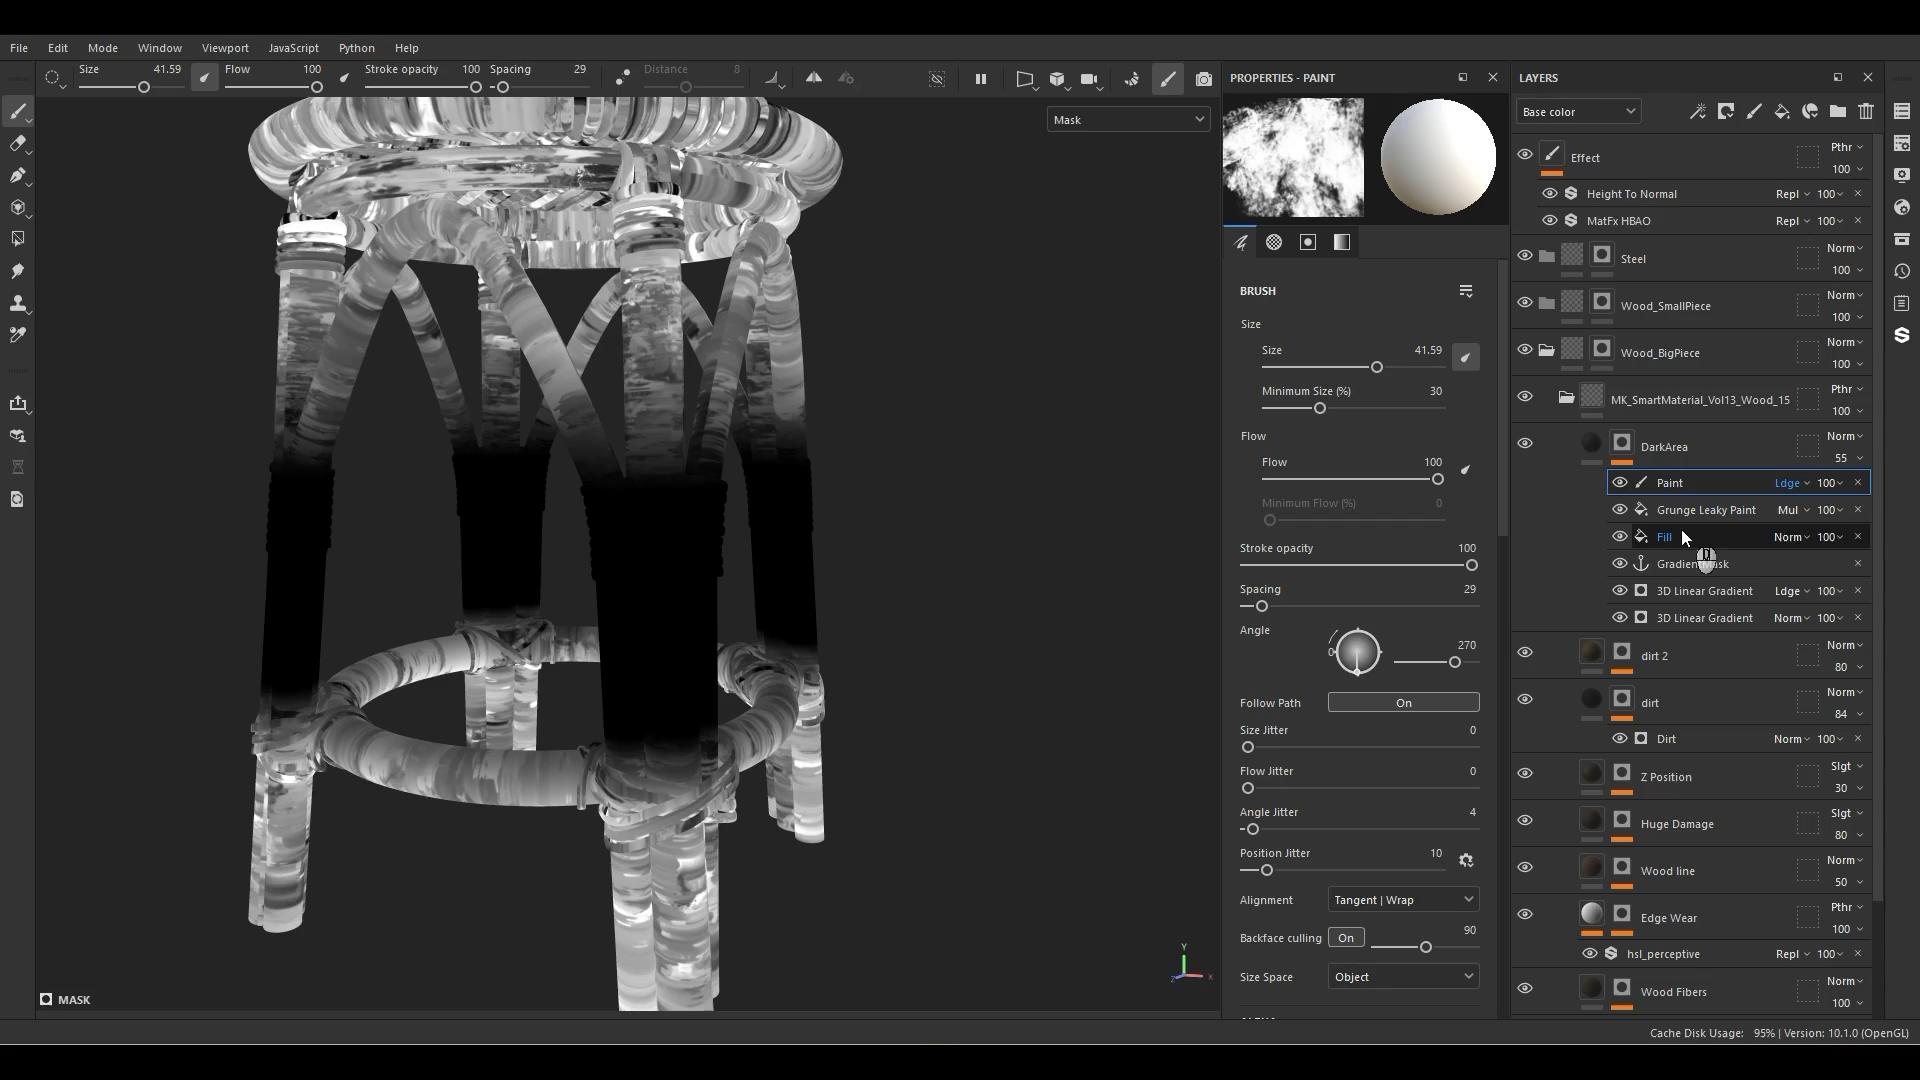 File Edit Mode Window Viewport JavaScript Python Help
Size 41.59 Flow 100 Stroke opacity 100 Spacing 29 Distance 8
Mask
MASK
PROPERTIES - PAINT
BRUSH
Size
Size 41.59
Minimum Size (%) 30
Flow
Flow 100
Minimum Flow (%) 0
Stroke opacity 100
Spacing 29
Angle
0 270
Follow Path On
Size Jitter 0
Flow Jitter 0
Angle Jitter 4
Position Jitter 10
Alignment Tangent | Wrap
Backface culling On 90
Size Space Object
LAYERS
Base color
Effect Pthr 100
Height To Normal Repl 100
MatFx HBAO Repl 100
Steel Norm 100
Wood_SmallPiece Norm 100
Wood_BigPiece Norm 100
MK_SmartMaterial_Vol13_Wood_15 Pthr 100
DarkArea Norm 55
Paint Ldge 100
Grunge Leaky Paint Mul 100
Fill Norm 100
GradientMask
3D Linear Gradient Ldge 100
3D Linear Gradient Norm 100
dirt 2 Norm 80
dirt Norm 84
Dirt Norm 100
Z Position Slgt 30
Huge Damage Slgt 80
Wood line Norm 50
Edge Wear Pthr 100
hsl_perceptive Repl 100
Wood Fibers Norm 100
Y
X
Z
Cache Disk Usage: 95% | Version: 10.1.0 (OpenGL)